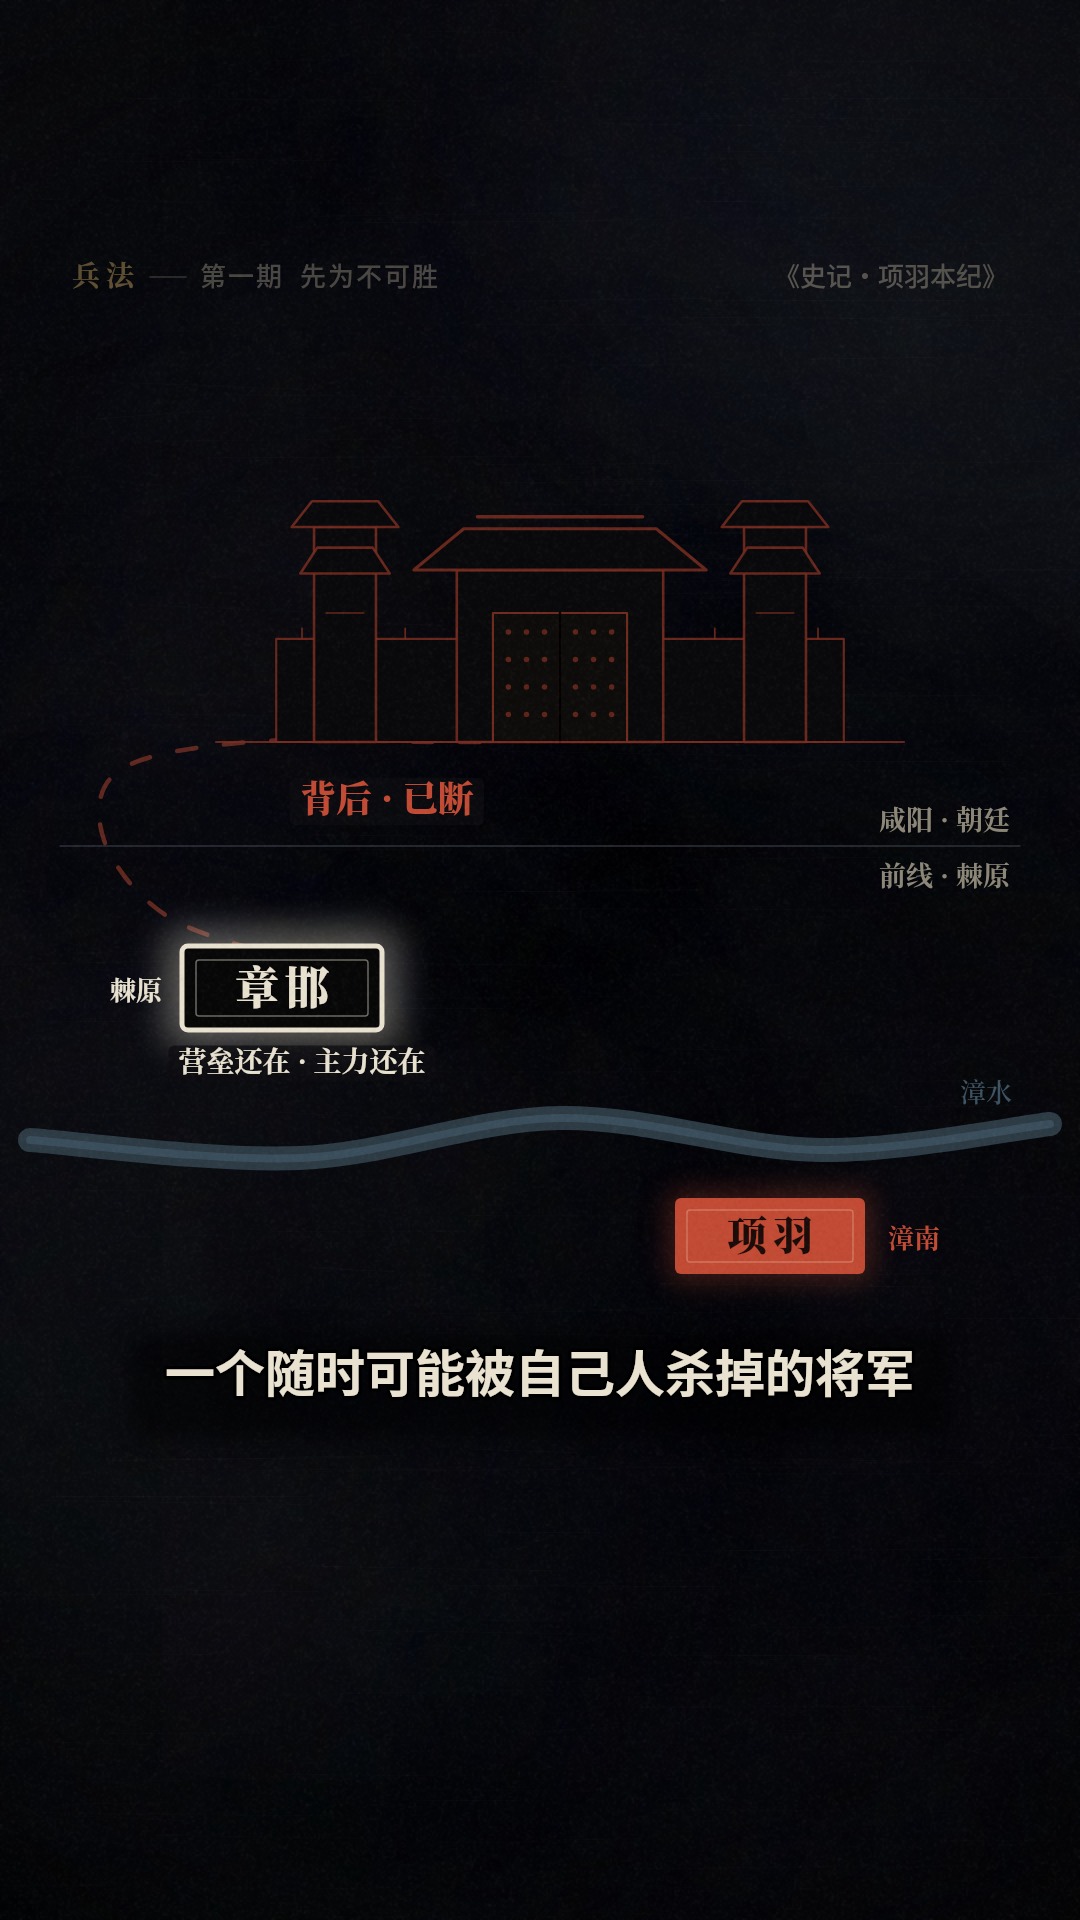 兵法 — 第一期 先为不可胜
《史记·项羽本纪》
背后·已断
咸阳·朝廷
前线·棘原
棘原
章邯
营垒还在·主力还在
漳水
项羽
漳南
一个随时可能被自己人杀掉的将军